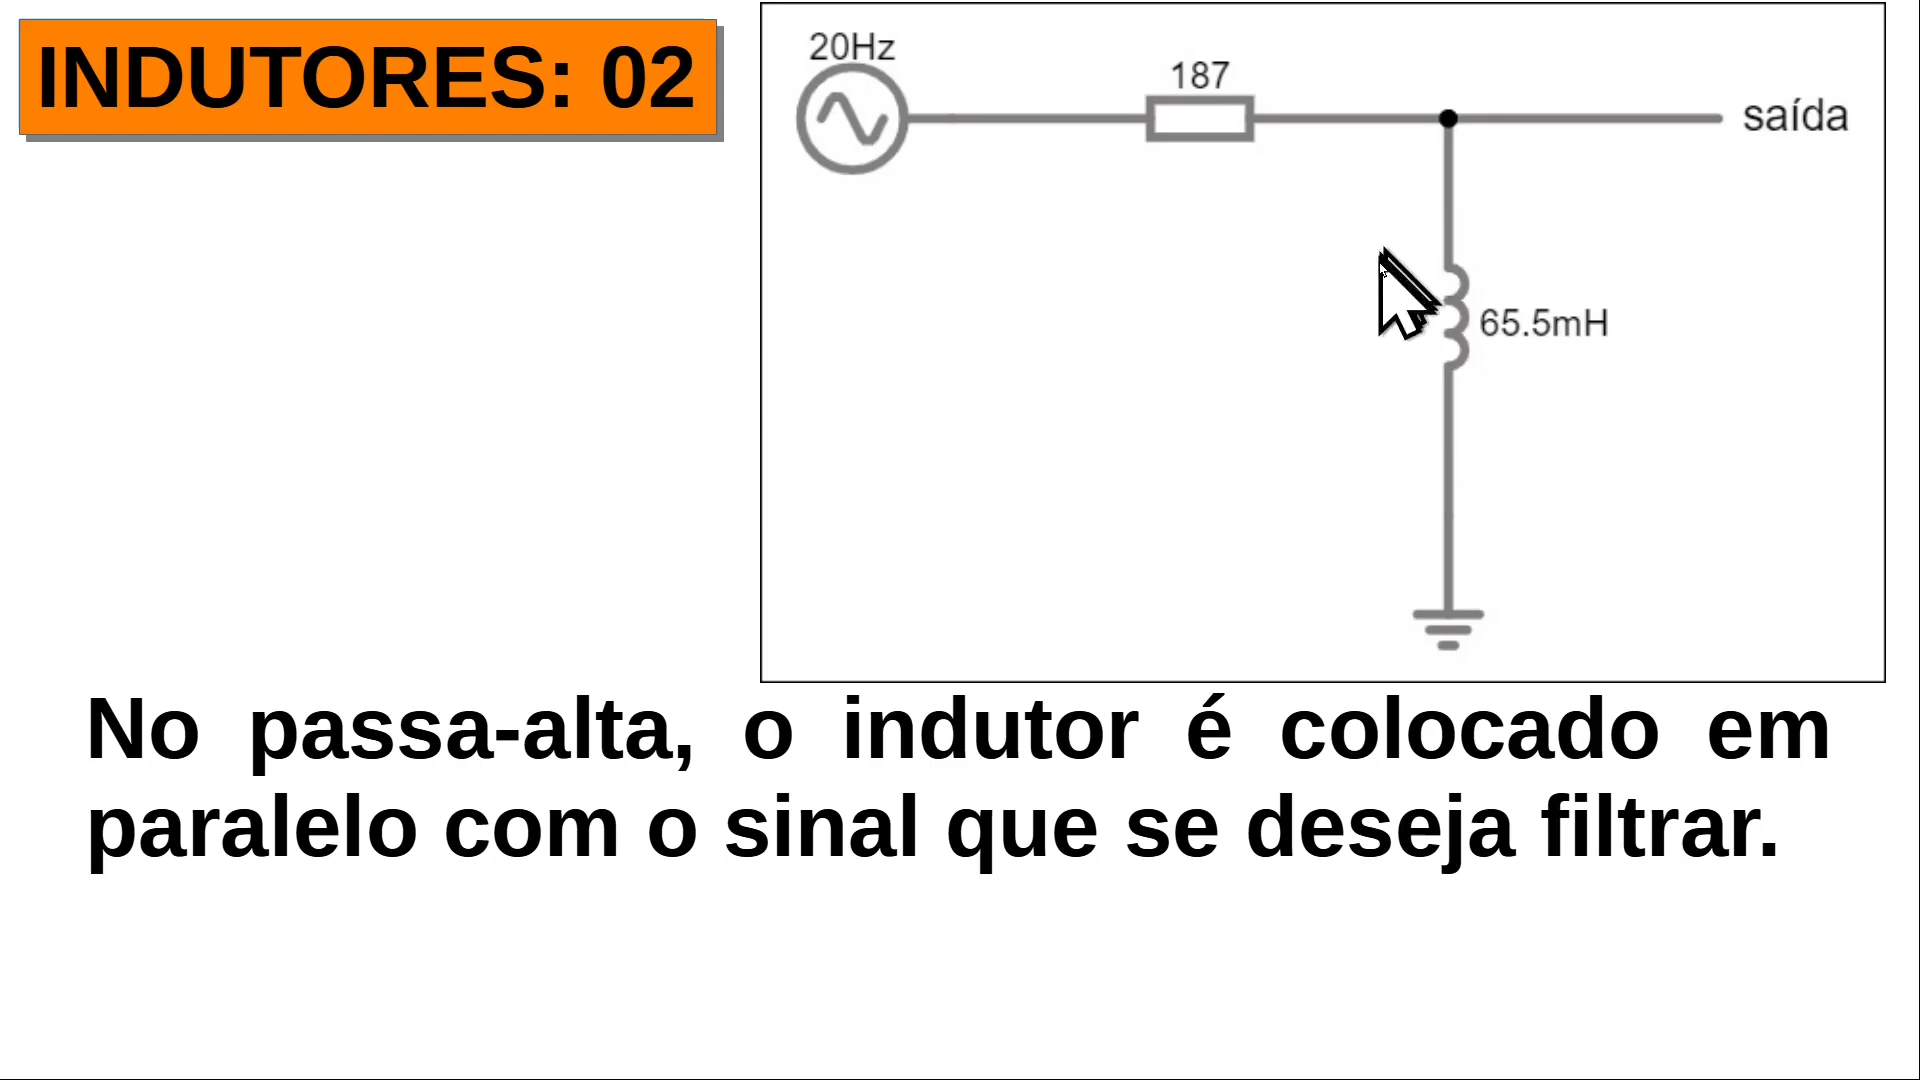 INDUTORES: 02
20Hz
187
saída
65.5mH
No passa-alta, o indutor é colocado em
paralelo com o sinal que se deseja filtrar.